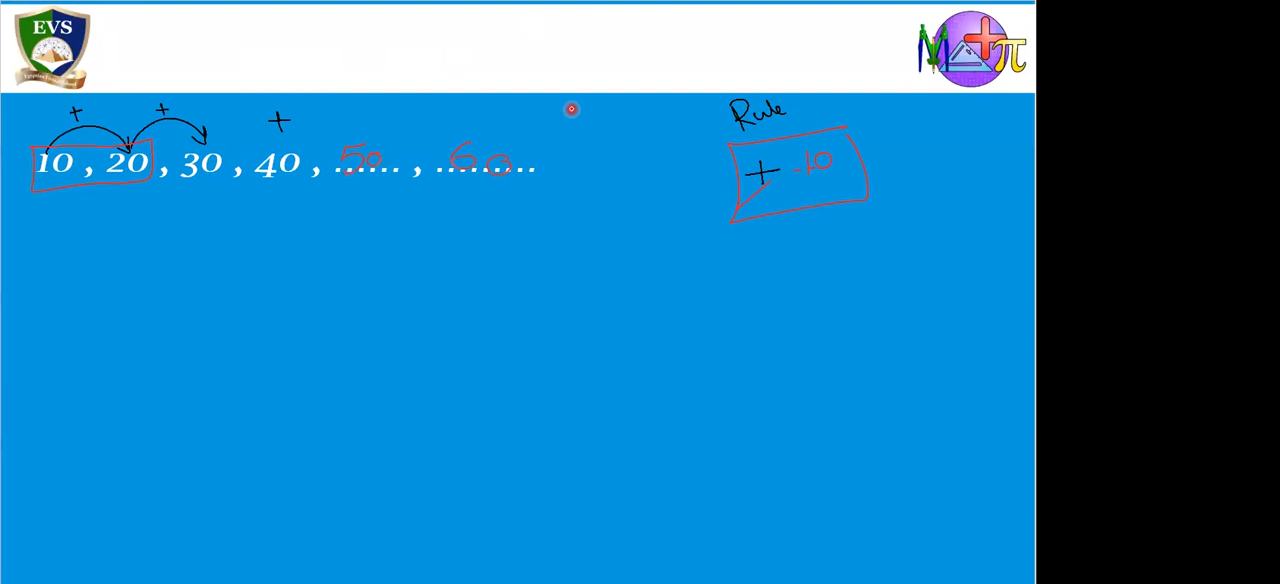 EVS
M+π
Rule
+ +
+
10 , 20 , 30 , 40 , 50 , 60
+ 10